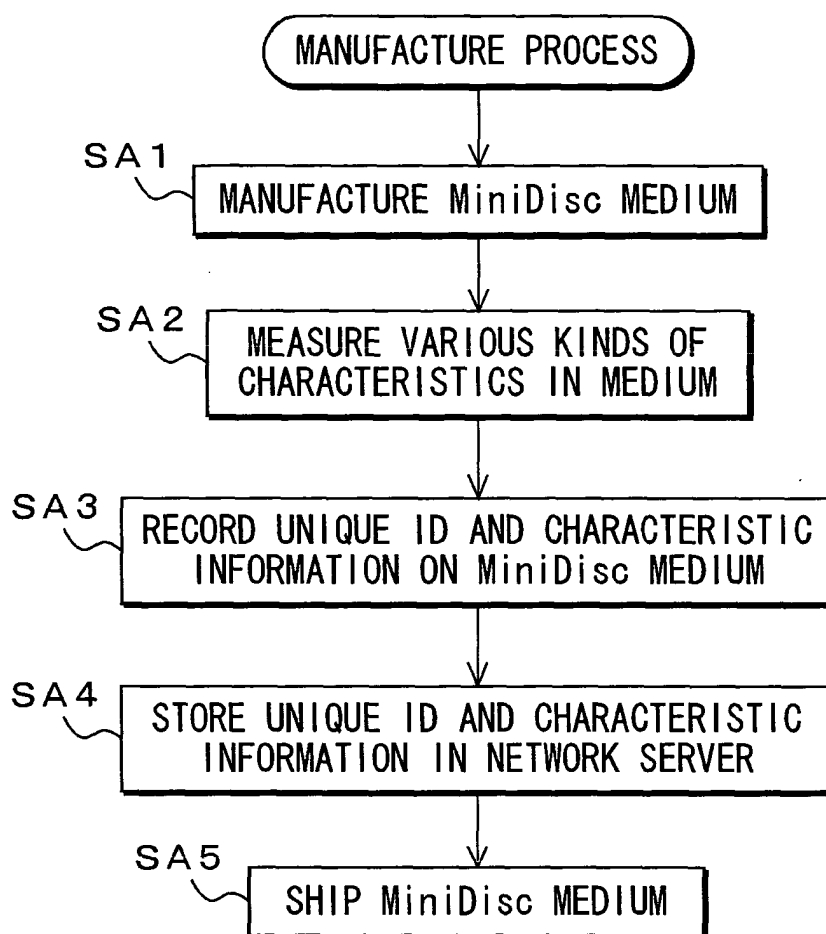 MANUFACTURE PROCESS
SA1
MANUFACTURE MiniDisc MEDIUM
SA2
MEASURE VARIOUS KINDS OF
CHARACTERISTICS IN MEDIUM
SA3
RECORD UNIQUE ID AND CHARACTERISTIC
INFORMATION ON MiniDisc MEDIUM
SA4
STORE UNIQUE ID AND CHARACTERISTIC
INFORMATION IN NETWORK SERVER
SA5
SHIP MiniDisc MEDIUM